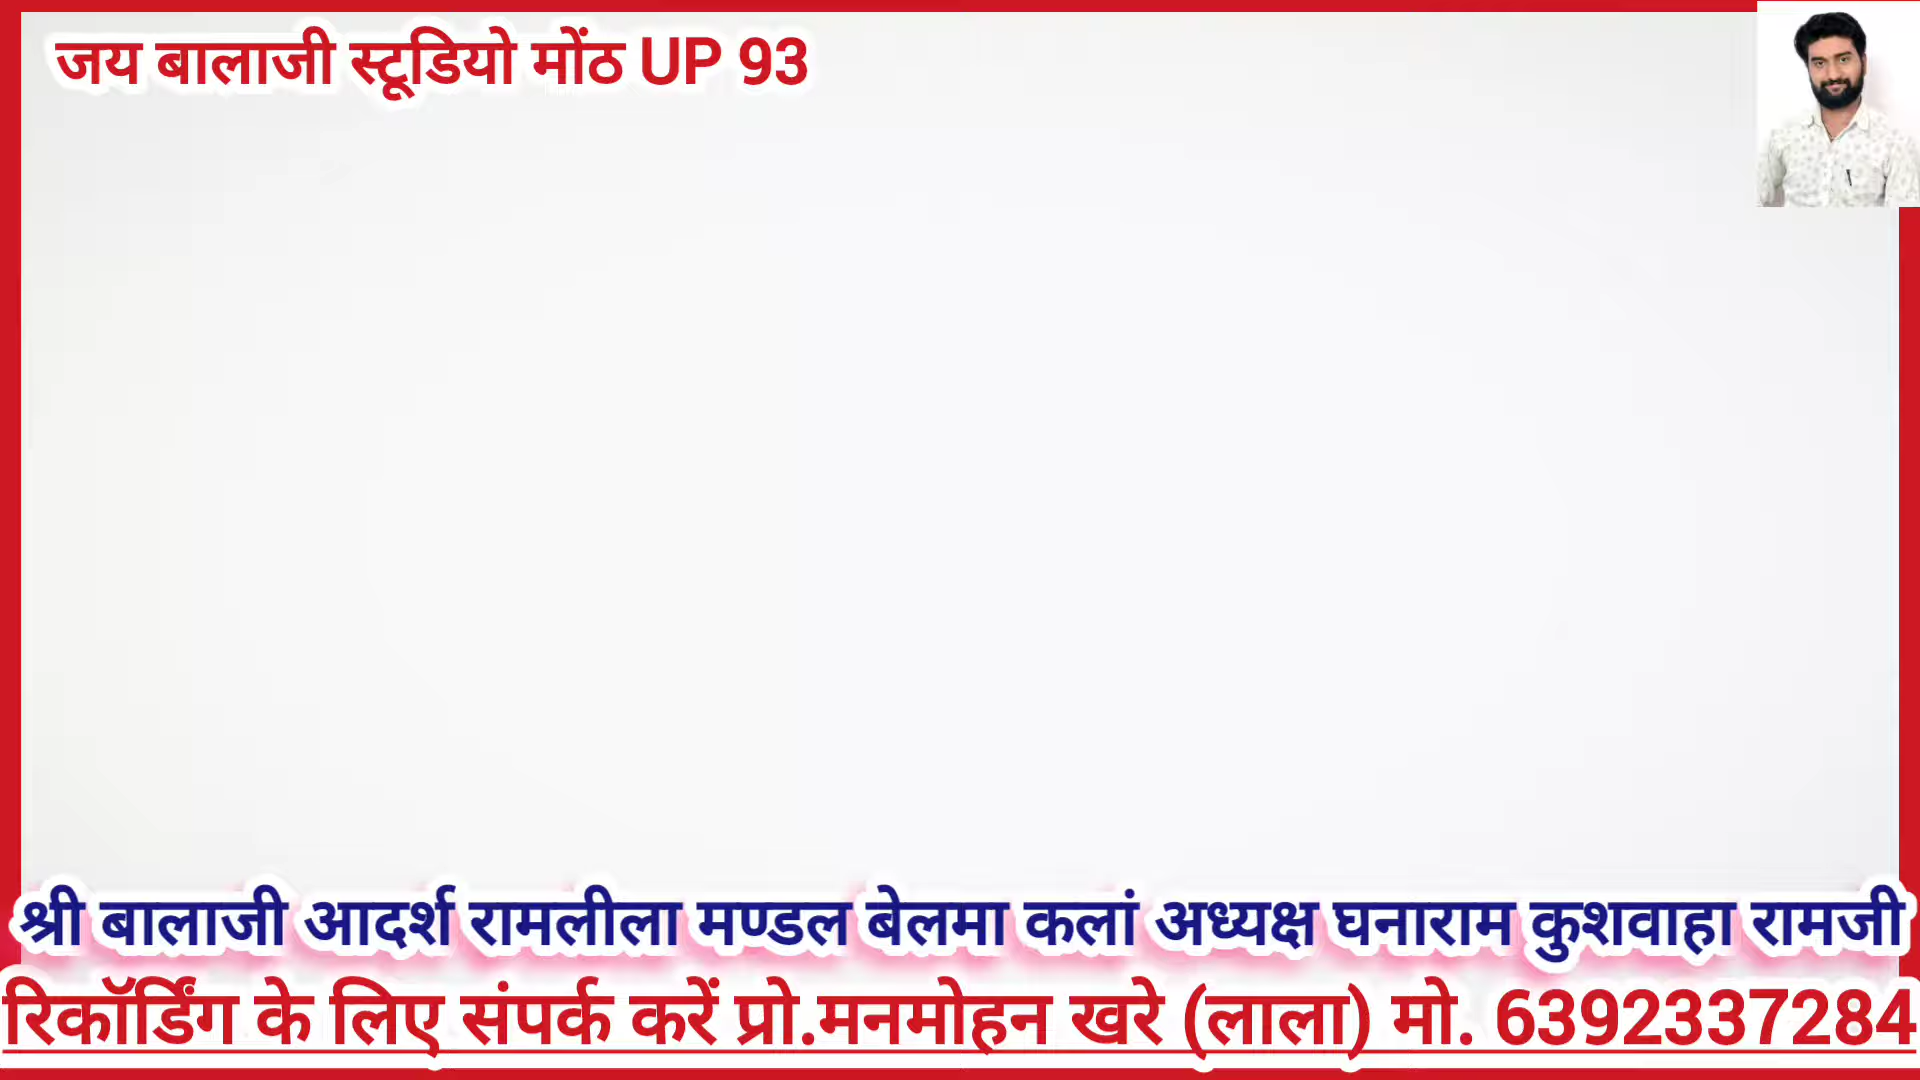 जय बालाजी स्टूडियो मोंठ UP 93
श्री बालाजी आदर्श रामलीला मण्डल बेलमा कलां अध्यक्ष घनाराम कुशवाहा रामजी
रिकॉर्डिंग के लिए संपर्क करें प्रो.मनमोहन खरे (लाला) मो. 6392337284